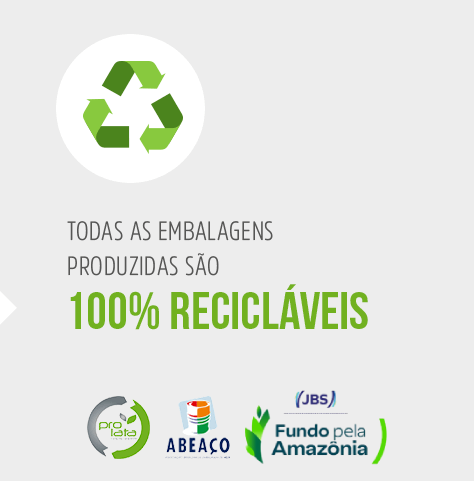 TODAS AS EMBALAGENS
PRODUZIDAS SÃO
100% RECICLÁVEIS
pro
lata
ABEAÇO
JBS
Fundo pela
Amazônia